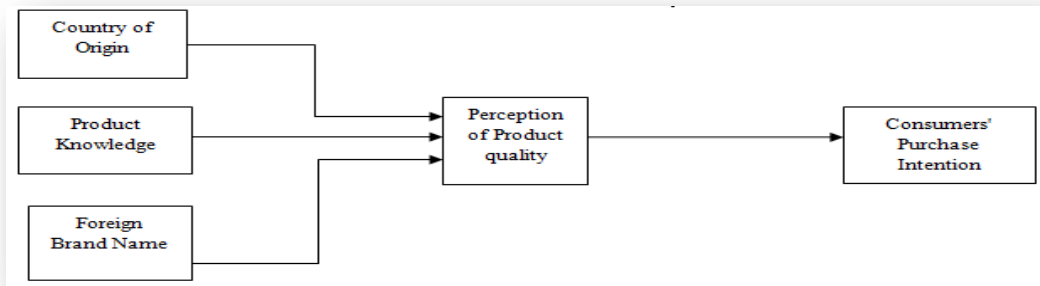 Country of
Origin
Product
Knowledge
Foreign
Brand Name
Perception
of Product
quality
Consumers'
Purchase
Intention